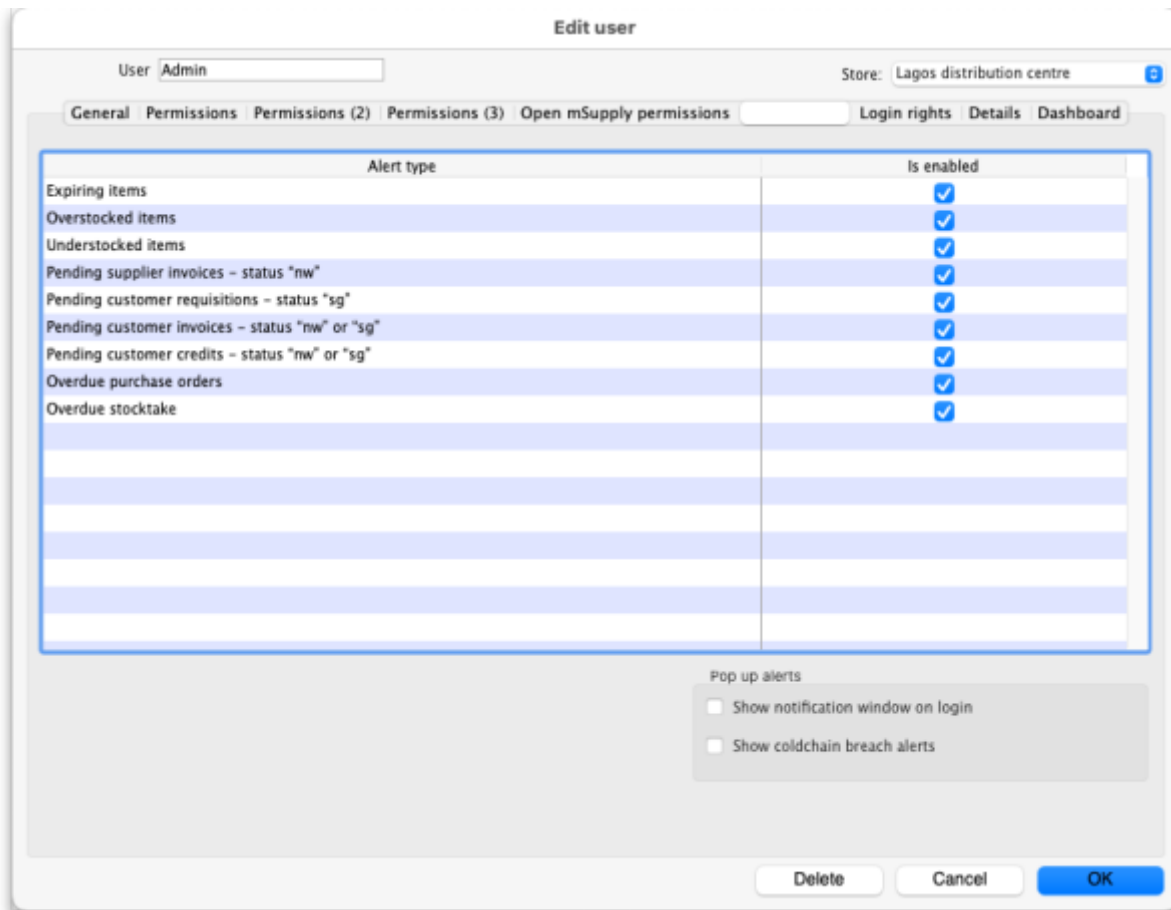 Edit user
User Admin Store: Lagos distribution centre
General Permissions Permissions (2) Permissions (3) Open mSupply permissions Login rights Details Dashboard
Alert type Is enabled
Expiring items
Overstocked items
Understocked items
Pending supplier invoices – status “nw”
Pending customer requisitions – status “sg”
Pending customer invoices – status “nw” or “sg”
Pending customer credits – status “nw” or “sg”
Overdue purchase orders
Overdue stocktake
Pop up alerts
Show notification window on login
Show coldchain breach alerts
Delete Cancel OK